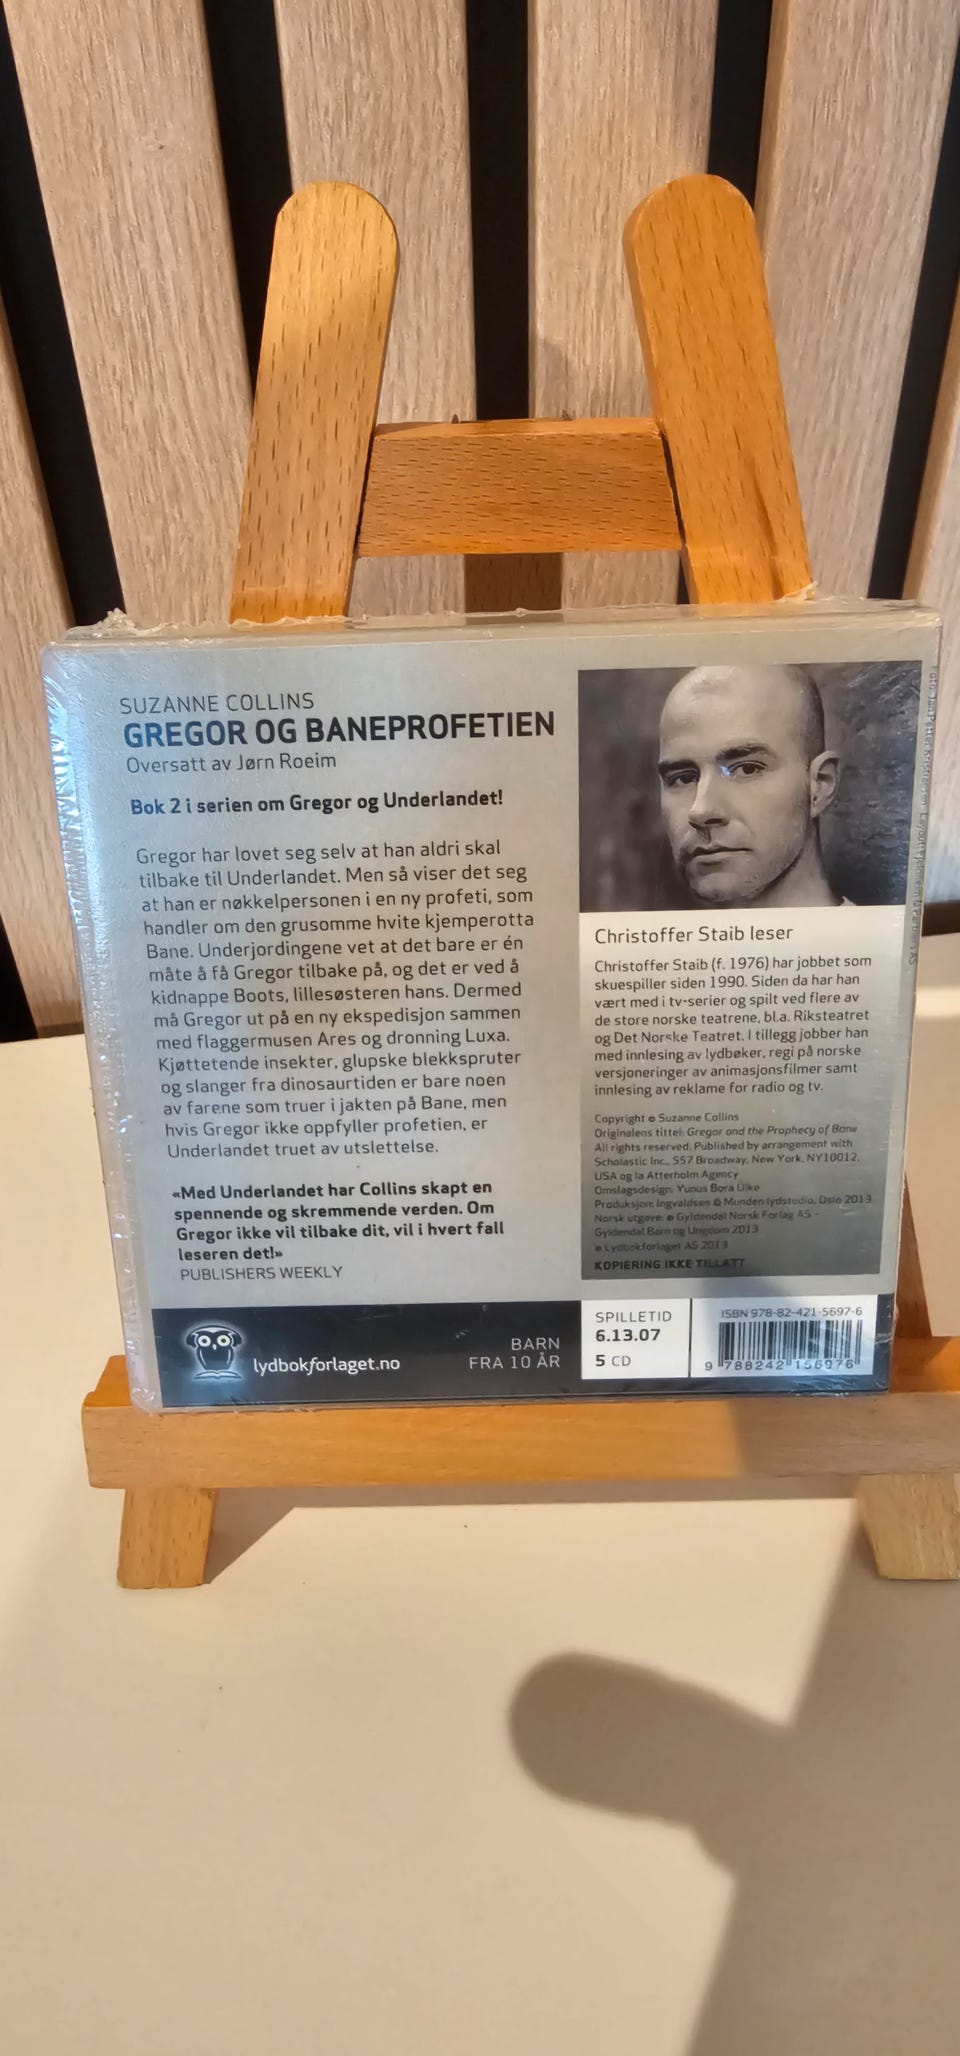 SUZANNE COLLINS
GREGOR OG BANEPROFETIEN
Oversatt av Jørn Roeim
Bok 2 i serien om Gregor og Underlandet!
Gregor har lovet seg selv at han aldri skal
tilbake til Underlandet. Men så viser det seg
at han er nøkkelpersonen i en ny profeti, som
handler om den grusomme hvite kjemperotta
Bane. Underjordingene vet at det bare er én
måte å få Gregor tilbake på, og det er ved å
kidnappe Boots, lillesøsteren hans. Dermed
må Gregor ut på en ny ekspedisjon sammen
med flaggermusen Ares og dronning Luxa.
Kjøttetende insekter, glupske blekkspruter
og slanger fra dinosaurtiden er bare noen
av farene som truer i jakten på Bane, men
hvis Gregor ikke oppfyller profetien, er
Underlandet truet av utslettelse.
«Med Underlandet har Collins skapt en
spennende og skremmende verden. Om
Gregor ikke vil tilbake dit, vil i hvert fall
leseren det!»
PUBLISHERS WEEKLY
lydbokforlaget.no
BARN
FRA 10 ÅR
Christoffer Staib leser
Christoffer Staib (f. 1976) har jobbet som
skuespiller siden 1990. Siden da har han
vært med i tv-serier og spilt ved flere av
de store norske teatrene, bl.a. Riksteatret
og Det Norske Teatret. I tillegg jobber han
med innlesing av lydbøker, regi på norske
versjoneringer av animasjonsfilmer samt
innlesing av reklame for radio og tv.
Copyright © Suzanne Collins
Originalens tittel: Gregor and the Prophecy of Bane
All rights reserved. Published by arrangement with
Scholastic Inc., 557 Broadway, New York, NY10012,
USA og Ia Atterholm Agency
Omslagsdesign: Yunus Bora Ülke
Produksjon: Ingvaldsen & Munden lydstudio, Oslo 2013
Norsk utgave: © Gyldendal Norsk Forlag AS -
Gyldendal Barn og Ungdom 2013
© Lydbokforlaget AS 2013
KOPIERING IKKE TILLATT
SPILLETID
6.13.07
5 CD
ISBN 978-82-421-5697-6
9 788242 156976